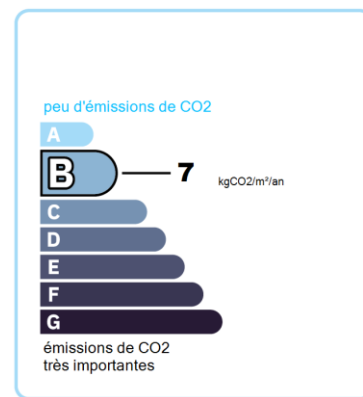 peu d'émissions de CO2
A
B 7 kgCO2/m²/an
C
D
E
F
G
émissions de CO2
très importantes